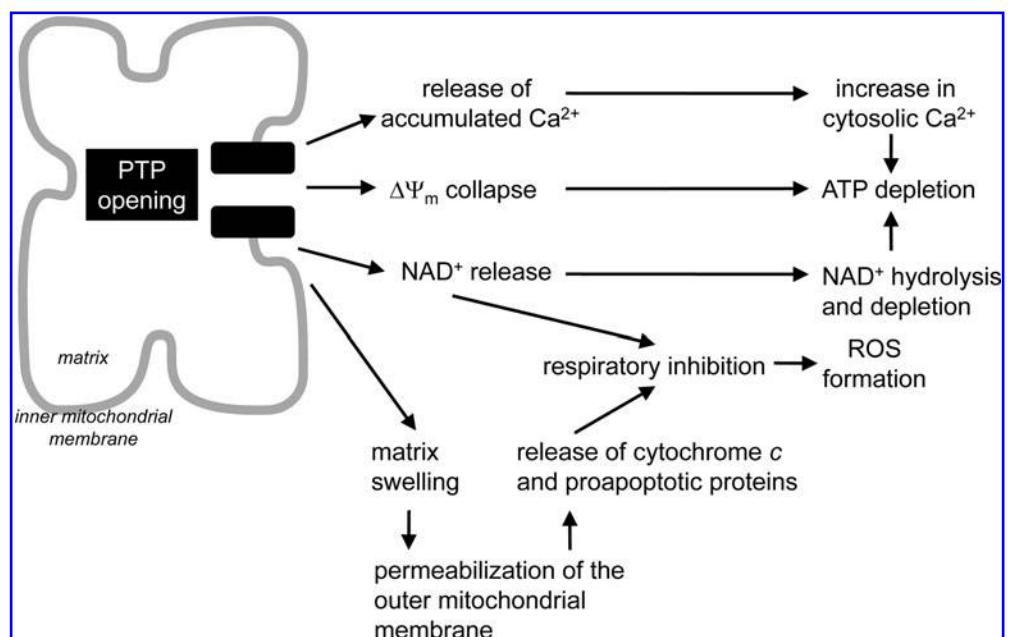 release of
accumulated Ca²⁺
increase in
cytosolic Ca²⁺
PTP
opening
ΔΨₘ collapse
ATP depletion
NAD⁺ release
NAD⁺ hydrolysis
and depletion
matrix
respiratory inhibition
ROS
formation
inner mitochondrial
membrane
matrix
swelling
release of cytochrome c
and proapoptotic proteins
permeabilization of the
outer mitochondrial
membrane